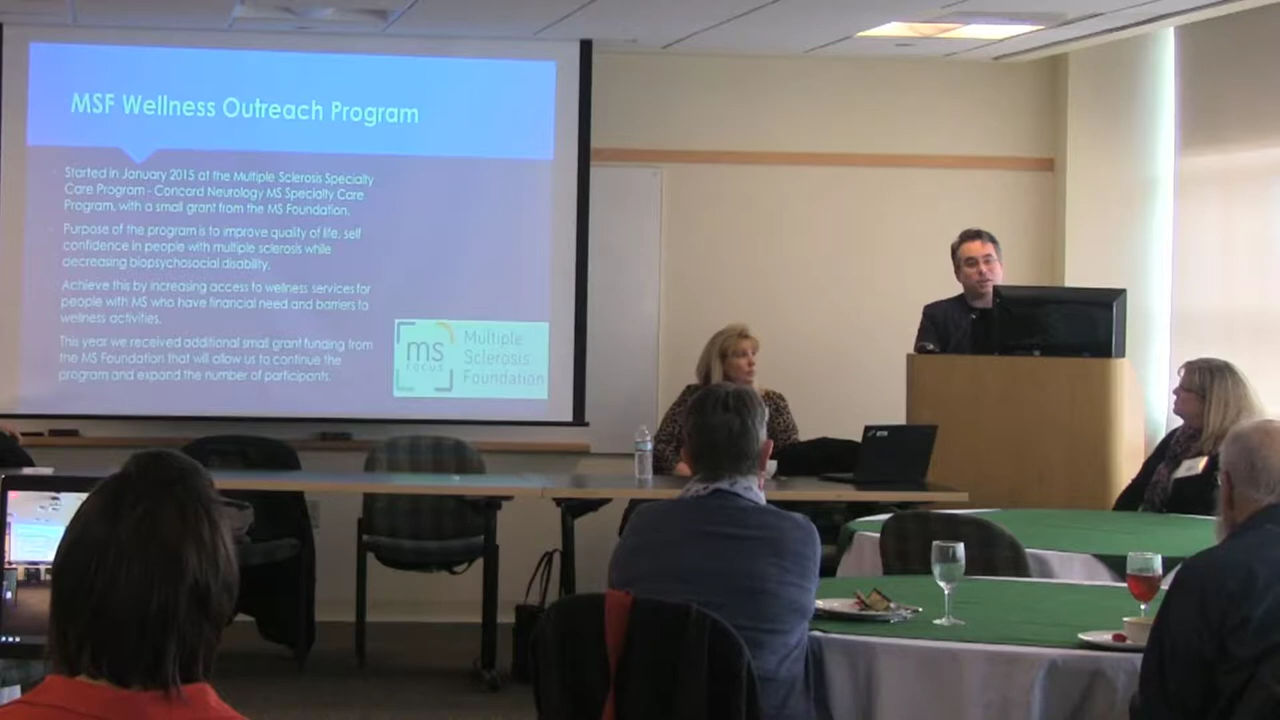 MSF Wellness Outreach Program
Started in January 2015 at the Multiple Sclerosis Specialty
Care Program - Concord Neurology MS Specialty Care
Program, with a small grant from the MS Foundation.
Purpose of the program is to improve quality of life, self
confidence in people with multiple sclerosis while
decreasing biopsychosocial disability.
Achieve this by increasing access to wellness services for
people with MS who have financial need and barriers to
wellness activities.
This year we received additional small grant funding from
the MS Foundation that will allow us to continue the
program and expand the number of participants.
ms
FOCUS
Multiple
Sclerosis
Foundation